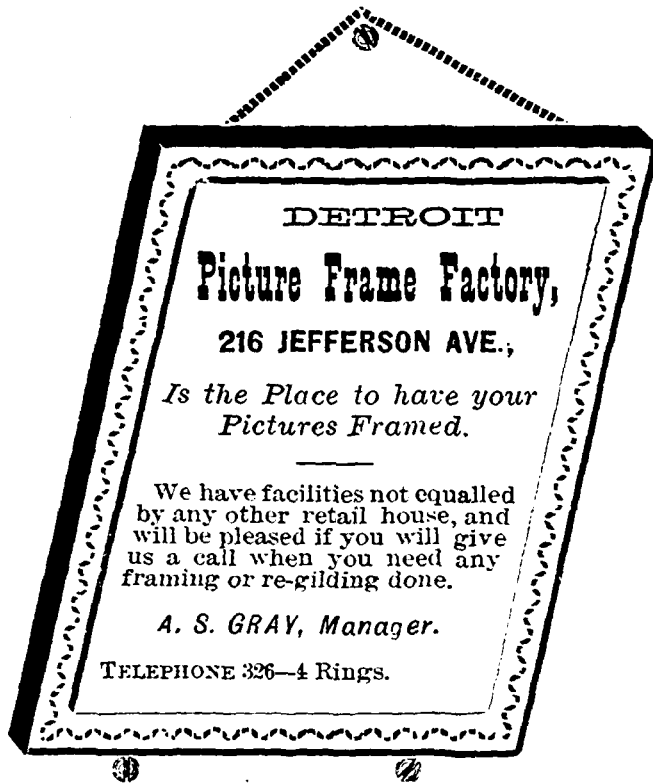 DETROIT
Picture Frame Factory,
216 JEFFERSON AVE.,
Is the Place to have your
Pictures Framed.
We have facilities not equalled
by any other retail house, and
will be pleased if you will give
us a call when you need any
framing or re-gilding done.
A. S. GRAY, Manager.
TELEPHONE 326—4 Rings.